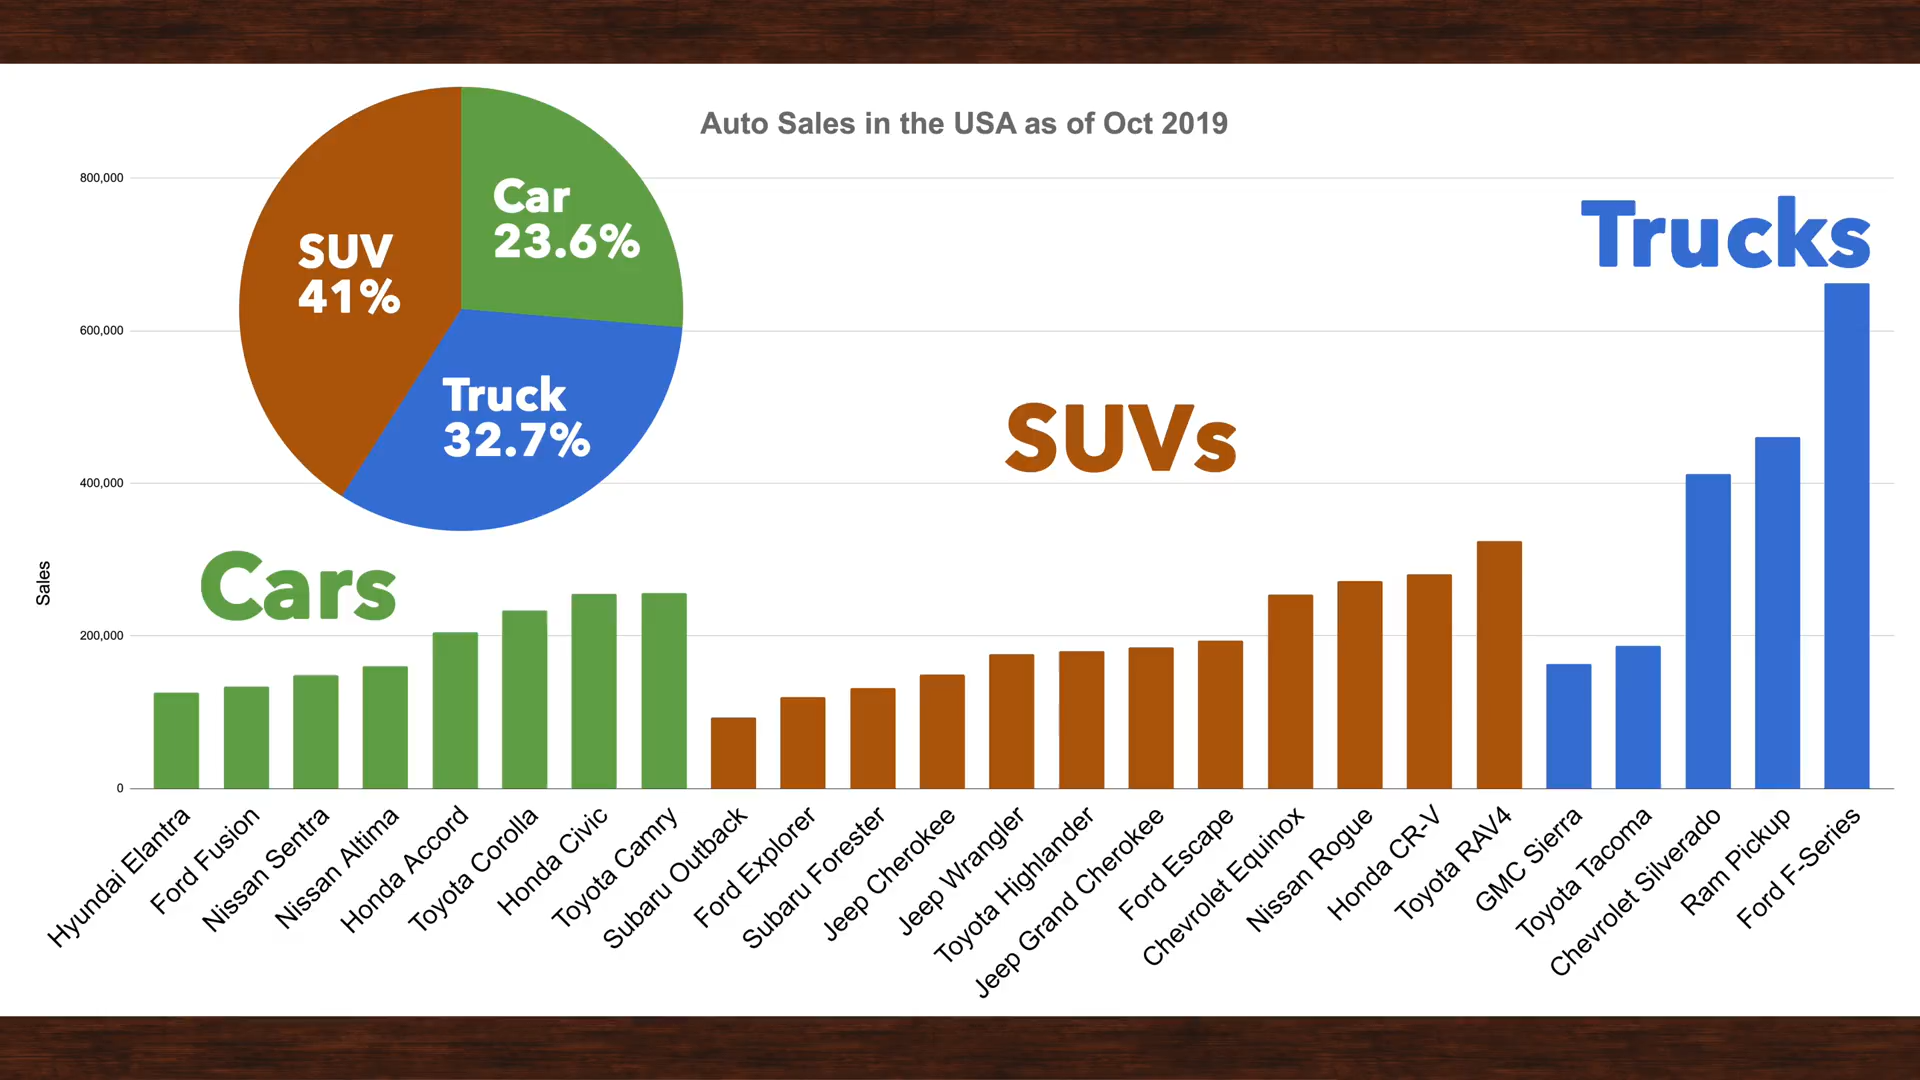 Auto Sales in the USA as of Oct 2019
Car
23.6%
SUV
41%
Truck
32.7%
Trucks
SUVs
Cars
Sales
800,000
600,000
400,000
200,000
0
Hyundai Elantra
Ford Fusion
Nissan Sentra
Nissan Altima
Honda Accord
Toyota Corolla
Honda Civic
Toyota Camry
Subaru Outback
Ford Explorer
Subaru Forester
Jeep Cherokee
Jeep Wrangler
Toyota Highlander
Jeep Grand Cherokee
Ford Escape
Chevrolet Equinox
Nissan Rogue
Honda CR-V
Toyota RAV4
GMC Sierra
Toyota Tacoma
Chevrolet Silverado
Ram Pickup
Ford F-Series